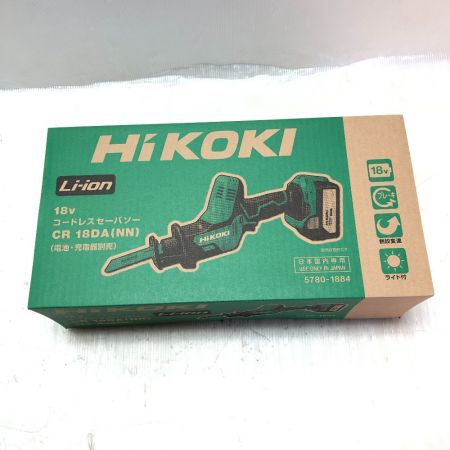 HiKOKI
Li-ion
18v
コードレスセーバソー
CR 18DA(NN)
(電池・充電器別売)
HiKOKI
日本国内専用
USE ONLY IN JAPAN
5780-1884
18v
ブレーキ
無段変速
ライト付